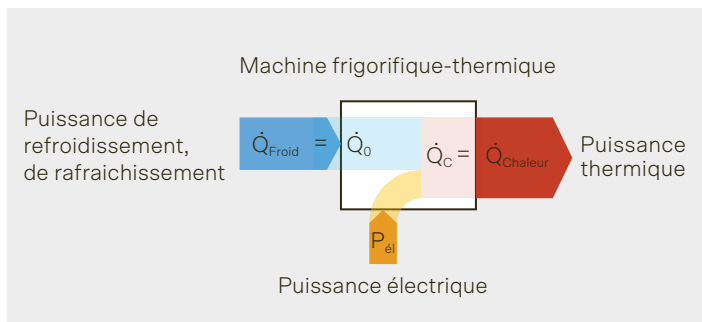 Machine frigorifique-thermique
Puissance de
refroidissement,
de rafraichissement
Q̇Froid = Q̇0
Q̇C = Q̇Chaleur
Puissance
thermique
Pél
Puissance électrique